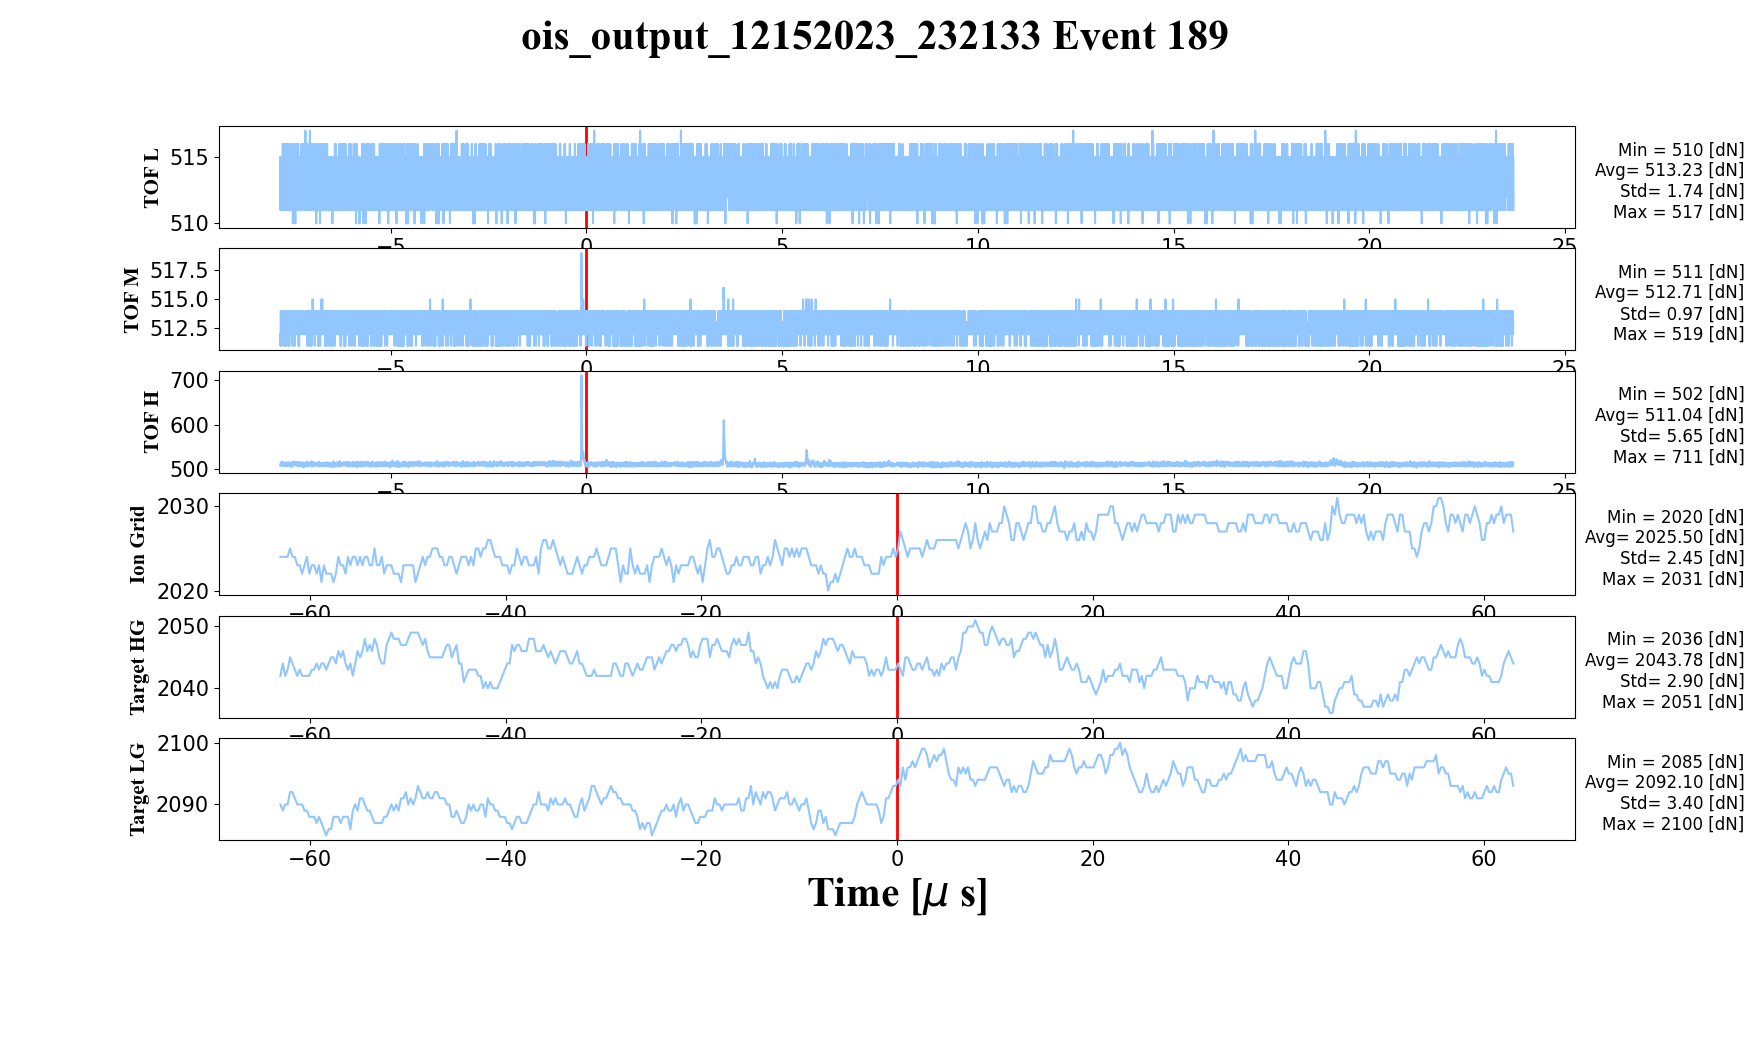 ois_output_12152023_232133 Event 189
TOF L
515
510
−5 0 5 10 15 20 25
Min = 510 [dN]
Avg= 513.23 [dN]
Std= 1.74 [dN]
Max = 517 [dN]
TOF M
517.5
515.0
512.5
−5 0 5 10 15 20 25
Min = 511 [dN]
Avg= 512.71 [dN]
Std= 0.97 [dN]
Max = 519 [dN]
TOF H
700
600
500
−5 0 5 10 15 20 25
Min = 502 [dN]
Avg= 511.04 [dN]
Std= 5.65 [dN]
Max = 711 [dN]
Ion Grid
2030
2020
−60 −40 −20 0 20 40 60
Min = 2020 [dN]
Avg= 2025.50 [dN]
Std= 2.45 [dN]
Max = 2031 [dN]
Target HG
2050
2040
−60 −40 −20 0 20 40 60
Min = 2036 [dN]
Avg= 2043.78 [dN]
Std= 2.90 [dN]
Max = 2051 [dN]
Target LG
2100
2090
−60 −40 −20 0 20 40 60
Min = 2085 [dN]
Avg= 2092.10 [dN]
Std= 3.40 [dN]
Max = 2100 [dN]
Time [μ s]